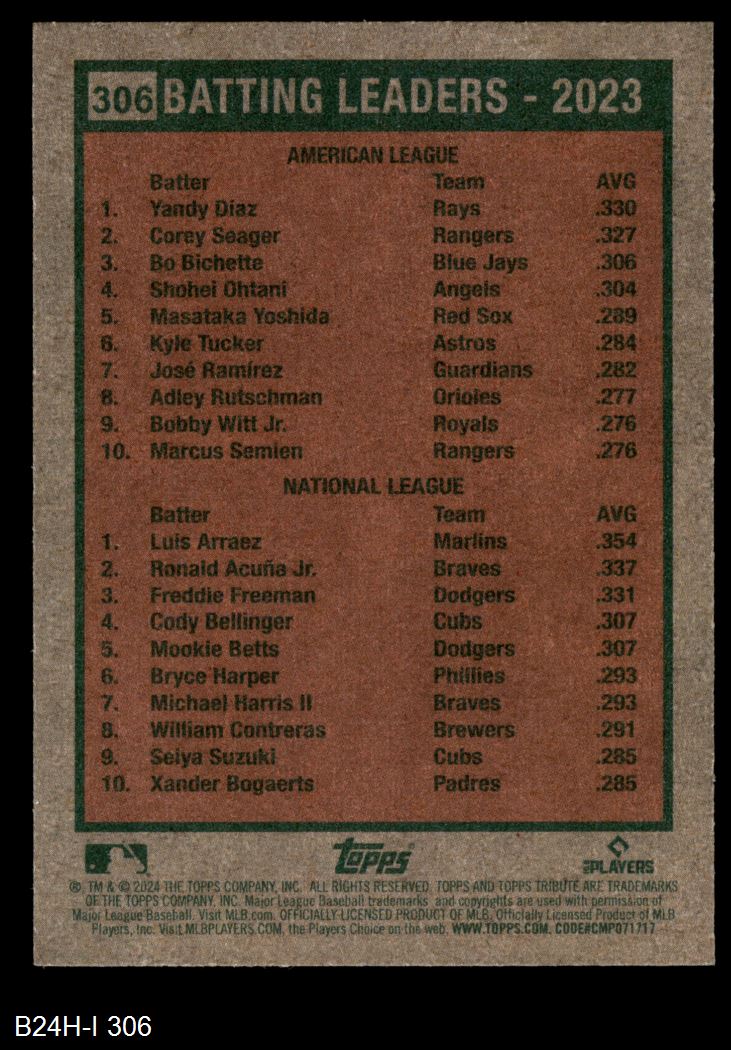 306 BATTING LEADERS - 2023
AMERICAN LEAGUE
Batter Team AVG
1. Yandy Díaz Rays .330
2. Corey Seager Rangers .327
3. Bo Bichette Blue Jays .306
4. Shohei Ohtani Angels .304
5. Masataka Yoshida Red Sox .289
6. Kyle Tucker Astros .284
7. José Ramírez Guardians .282
8. Adley Rutschman Orioles .277
9. Bobby Witt Jr. Royals .276
10. Marcus Semien Rangers .276
NATIONAL LEAGUE
Batter Team AVG
1. Luis Arraez Marlins .354
2. Ronald Acuña Jr. Braves .337
3. Freddie Freeman Dodgers .331
4. Cody Bellinger Cubs .307
5. Mookie Betts Dodgers .307
6. Bryce Harper Phillies .293
7. Michael Harris II Braves .293
8. William Contreras Brewers .291
9. Seiya Suzuki Cubs .285
10. Xander Bogaerts Padres .285
Topps
MLB PLAYERS
®, TM & © 2024 THE TOPPS COMPANY, INC. ALL RIGHTS RESERVED. TOPPS AND TOPPS TRIBUTE ARE TRADEMARKS
OF THE TOPPS COMPANY, INC. Major League Baseball trademarks and copyrights are used with permission of
Major League Baseball. Visit MLB.com. OFFICIALLY LICENSED PRODUCT OF MLB. Officially Licensed Product of MLB
Players, Inc. Visit MLBPLAYERS.COM, the Players Choice on the web. WWW.TOPPS.COM. CODE#CMP071717
B24H-I 306